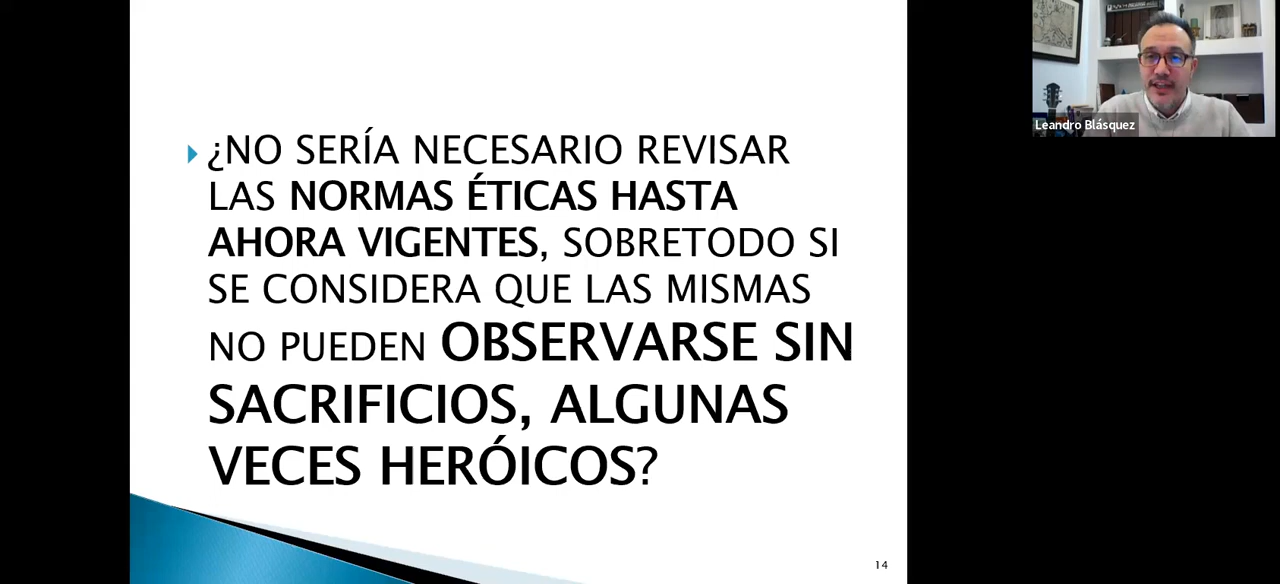 ¿NO SERÍA NECESARIO REVISAR
LAS NORMAS ÉTICAS HASTA
AHORA VIGENTES, SOBRETODO SI
SE CONSIDERA QUE LAS MISMAS
NO PUEDEN OBSERVARSE SIN
SACRIFICIOS, ALGUNAS
VECES HERÓICOS?
14
Leandro Blásquez